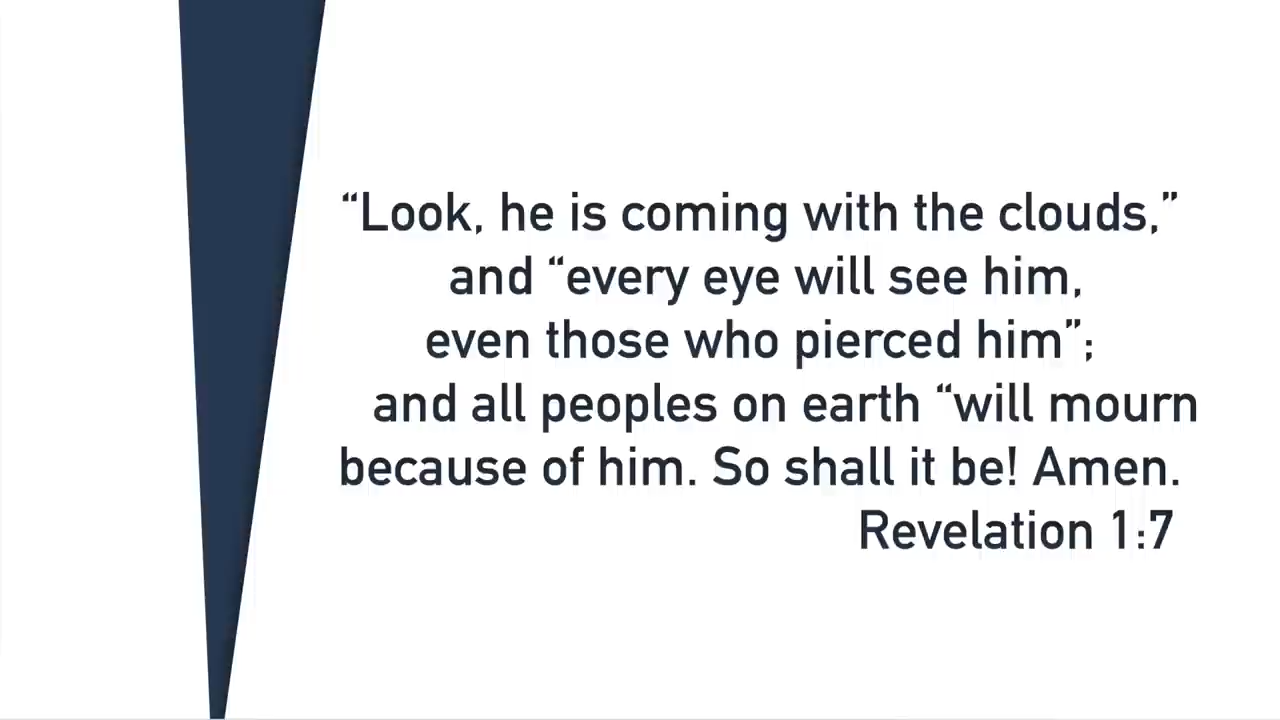 “Look, he is coming with the clouds,”
and “every eye will see him,
even those who pierced him”;
and all peoples on earth “will mourn
because of him. So shall it be! Amen.
Revelation 1:7